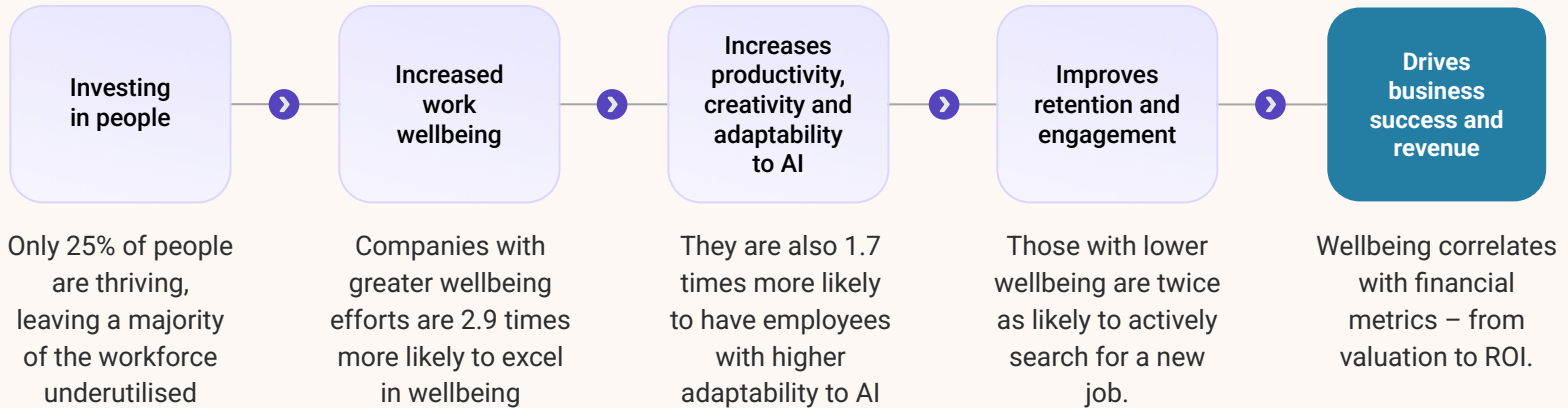 Investing
in people
Increased
work
wellbeing
Increases
productivity,
creativity and
adaptability
to AI
Improves
retention and
engagement
Drives
business
success and
revenue
Only 25% of people
are thriving,
leaving a majority
of the workforce
underutilised
Companies with
greater wellbeing
efforts are 2.9 times
more likely to excel
in wellbeing
They are also 1.7
times more likely
to have employees
with higher
adaptability to AI
Those with lower
wellbeing are twice
as likely to actively
search for a new
job.
Wellbeing correlates
with financial
metrics – from
valuation to ROI.